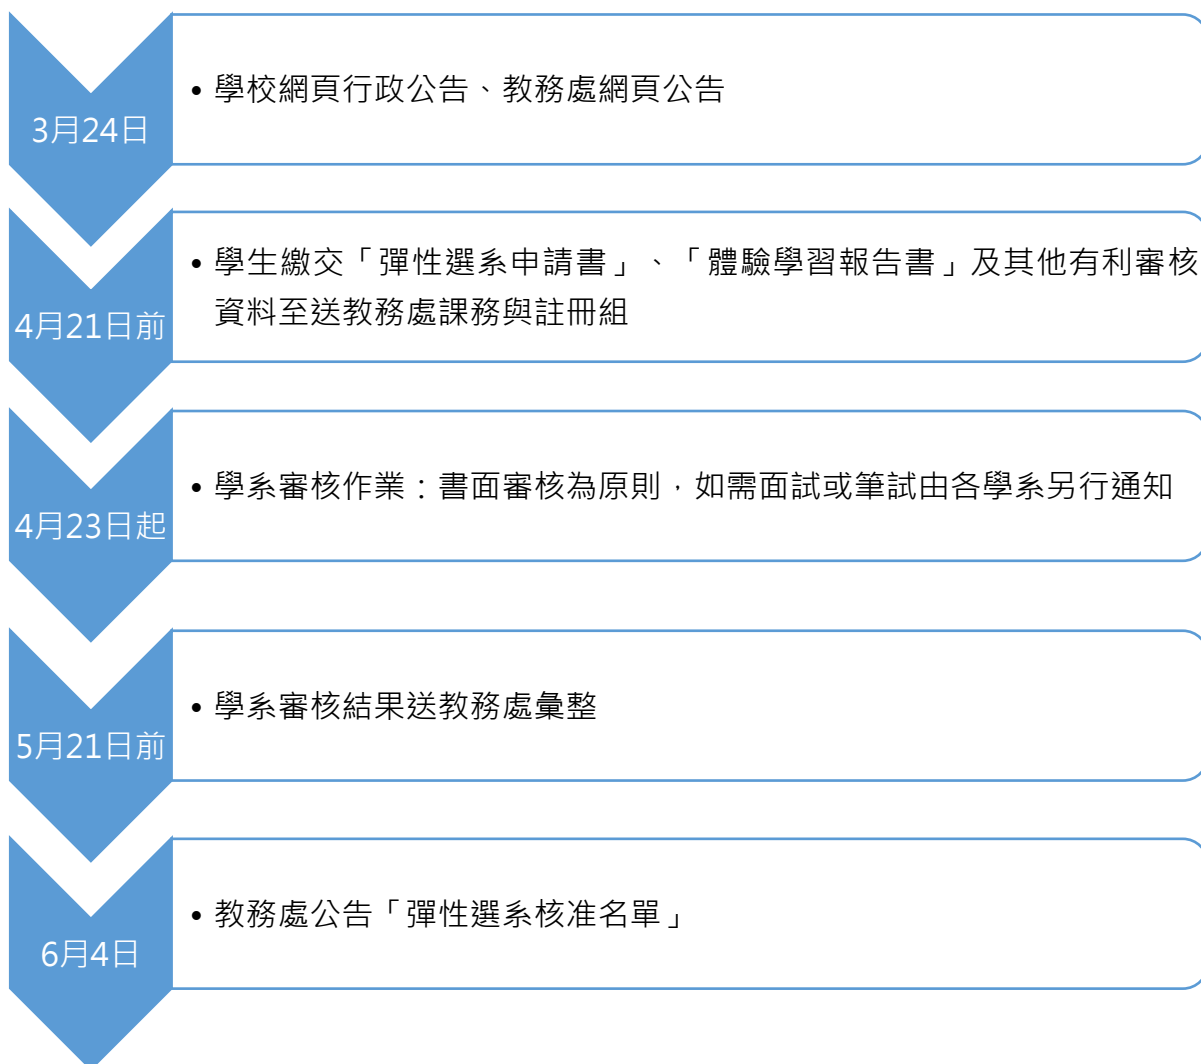 3月24日
• 學校網頁行政公告、教務處網頁公告
4月21日前
• 學生繳交「彈性選系申請書」、「體驗學習報告書」及其他有利審核
資料至送教務處課務與註冊組
4月23日起
• 學系審核作業：書面審核為原則，如需面試或筆試由各學系另行通知
5月21日前
• 學系審核結果送教務處彙整
6月4日
• 教務處公告「彈性選系核准名單」